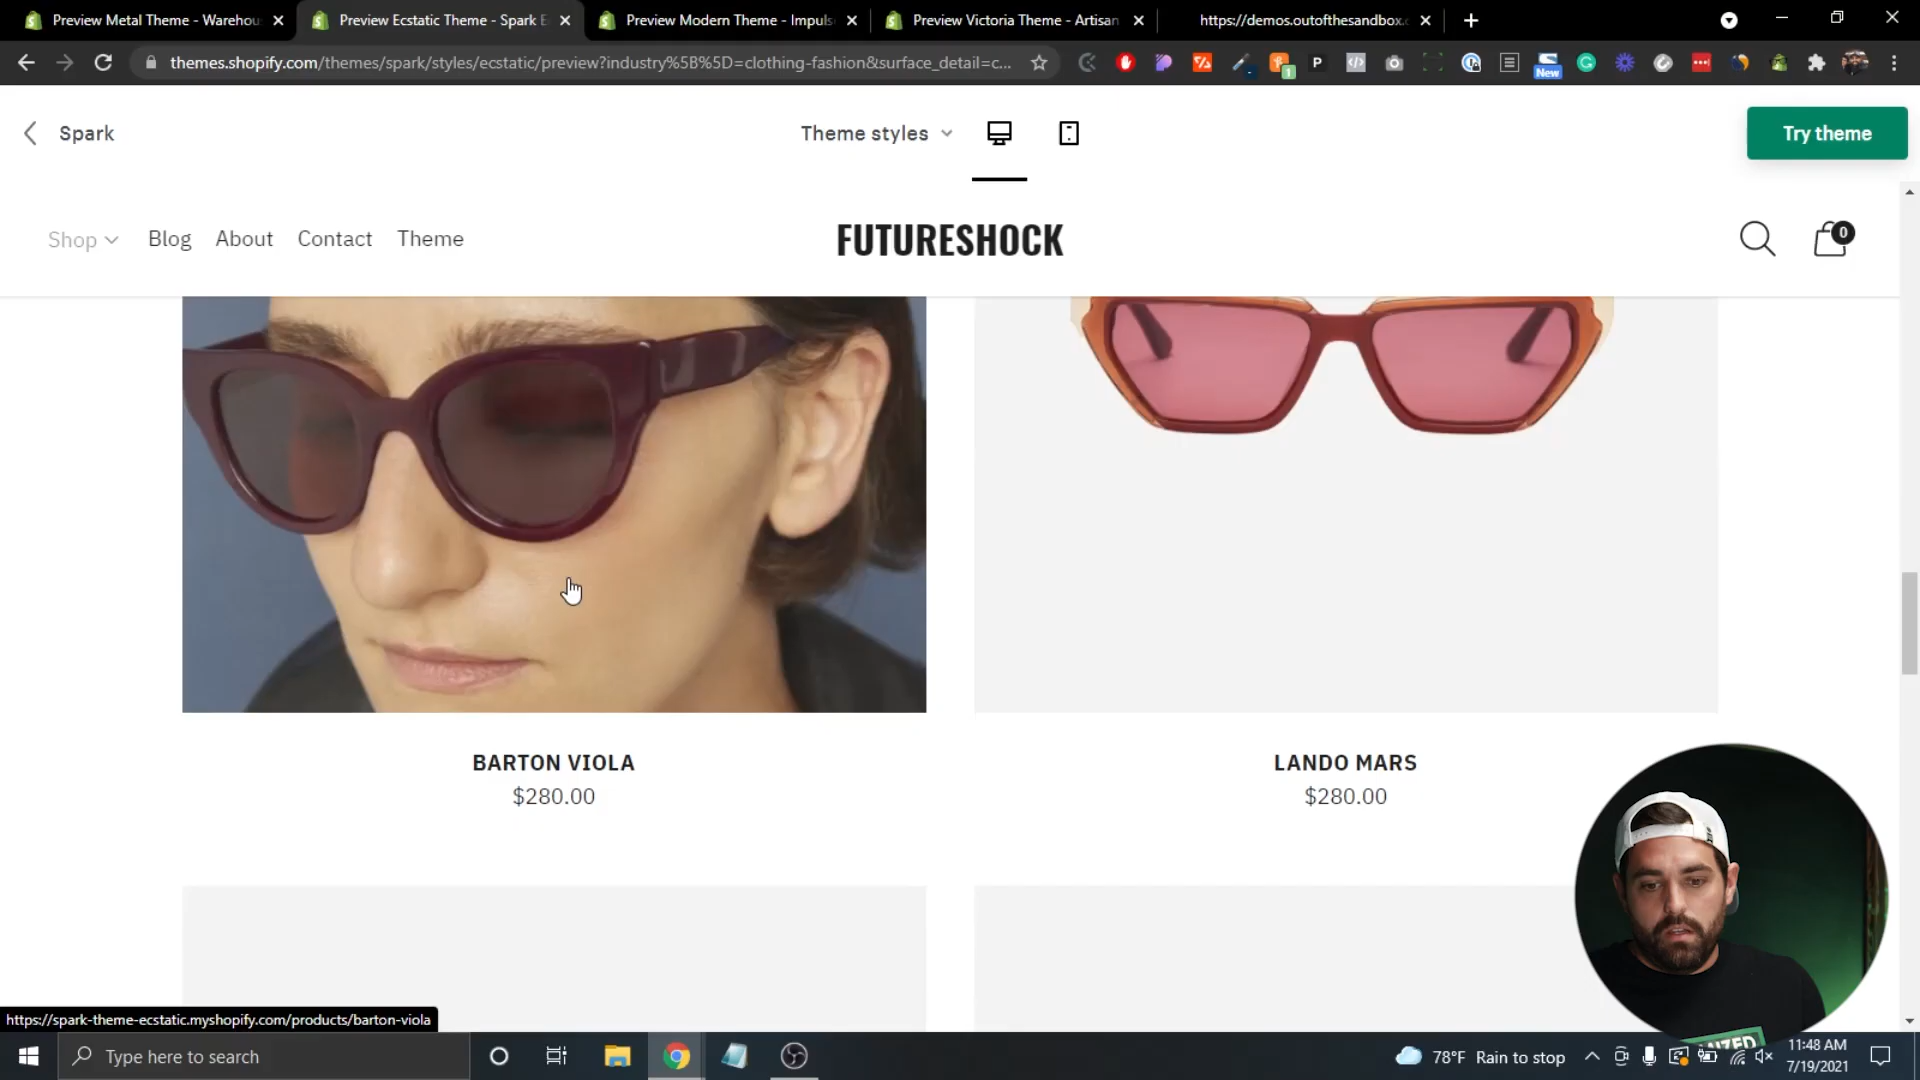 Preview Metal Theme - Warehou
Preview Ecstatic Theme - Spark E
Preview Modern Theme - Impuls
Preview Victoria Theme - Artisan
https://demos.outofthesandbox.c
themes.shopify.com/themes/spark/styles/ecstatic/preview?industry%5B%5D=clothing-fashion&surface_detail=c...
1
P
New
Spark
Theme styles
Try theme
Shop
Blog
About
Contact
Theme
FUTURESHOCK
0
BARTON VIOLA
$280.00
LANDO MARS
$280.00
https://spark-theme-ecstatic.myshopify.com/products/barton-viola
Type here to search
78°F
Rain to stop
11:48 AM
7/19/2021